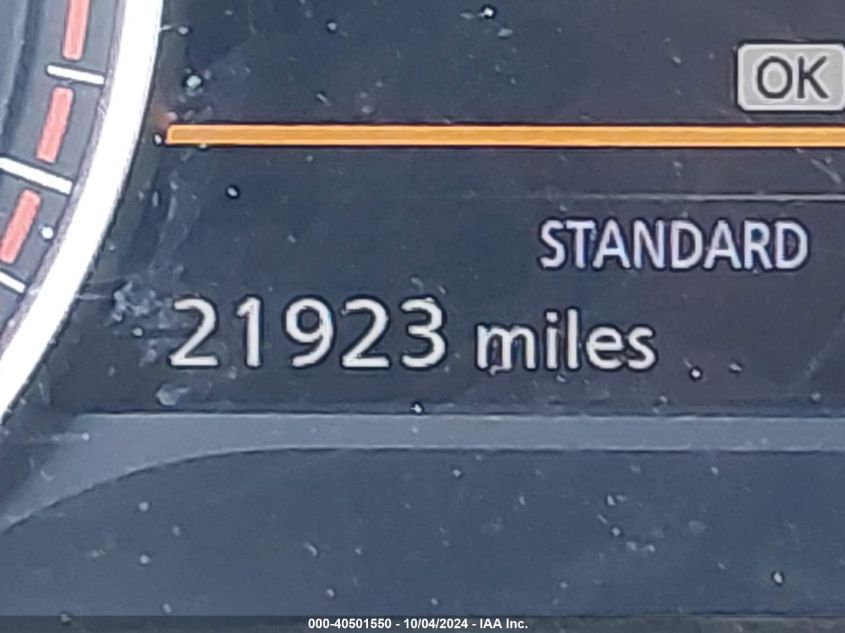 OK
STANDARD
21923 miles
000-40501550 - 10/04/2024 - IAA Inc.